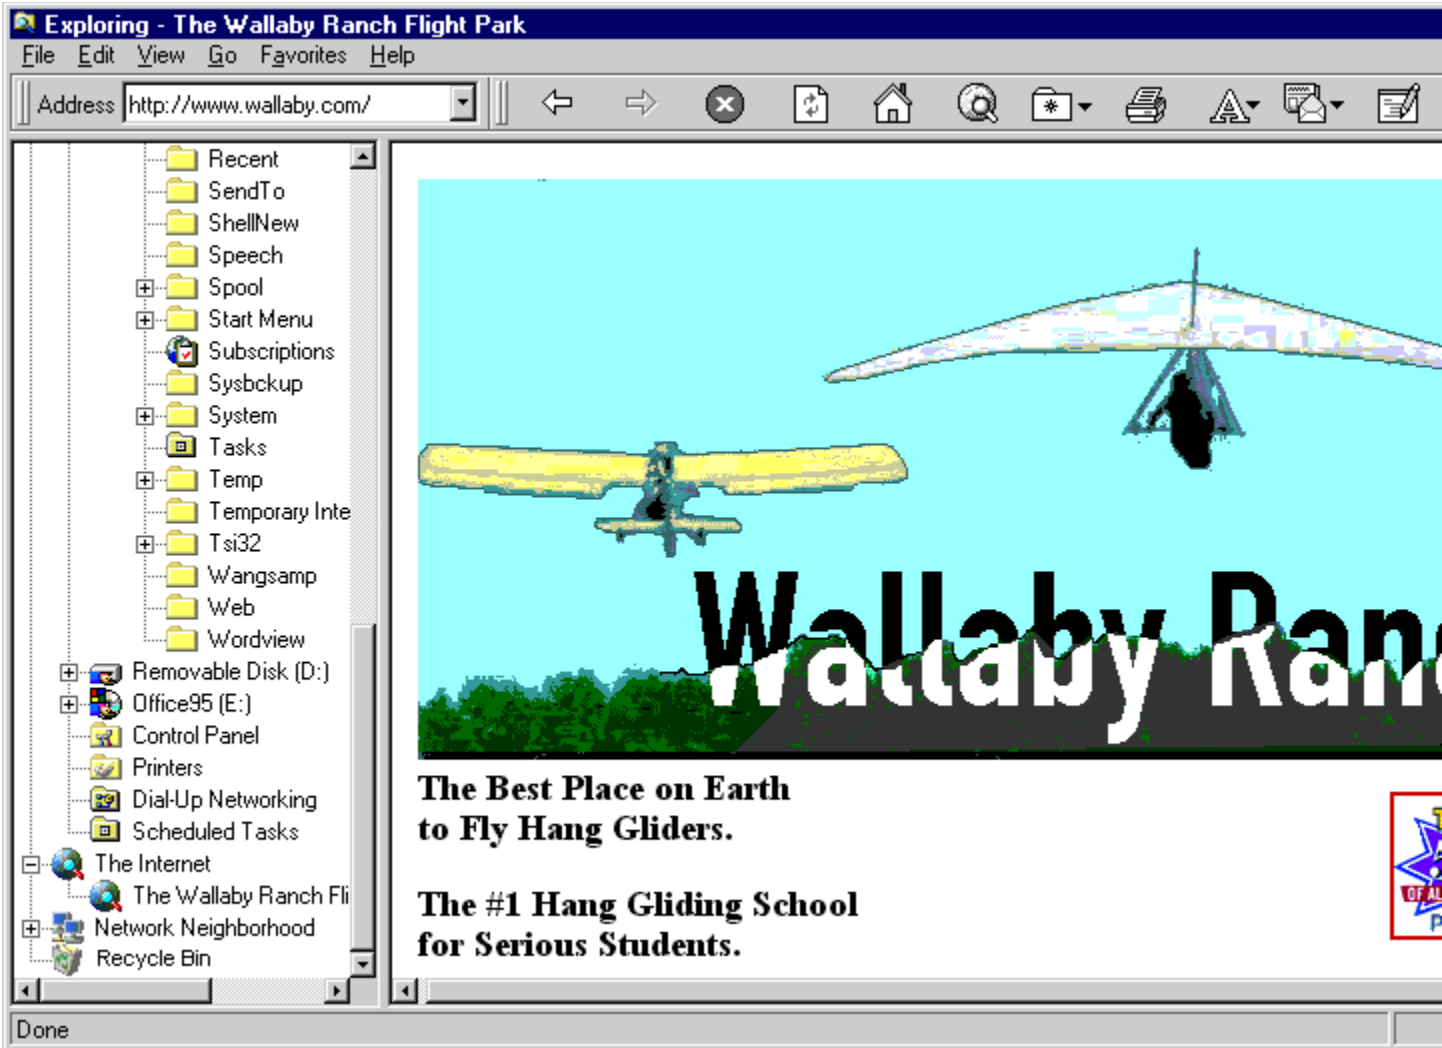 Exploring - The Wallaby Ranch Flight Park
File Edit View Go Favorites Help
Address http://www.wallaby.com/
Recent
SendTo
ShellNew
Speech
Spool
Start Menu
Subscriptions
Sysbckup
System
Tasks
Temp
Temporary Inte
Tsi32
Wangsamp
Web
Wordview
Removable Disk (D:)
Office95 (E:)
Control Panel
Printers
Dial-Up Networking
Scheduled Tasks
The Internet
The Wallaby Ranch Fli
Network Neighborhood
Recycle Bin
Wallaby Ranc
The Best Place on Earth
to Fly Hang Gliders.
The #1 Hang Gliding School
for Serious Students.
OF AL
Done